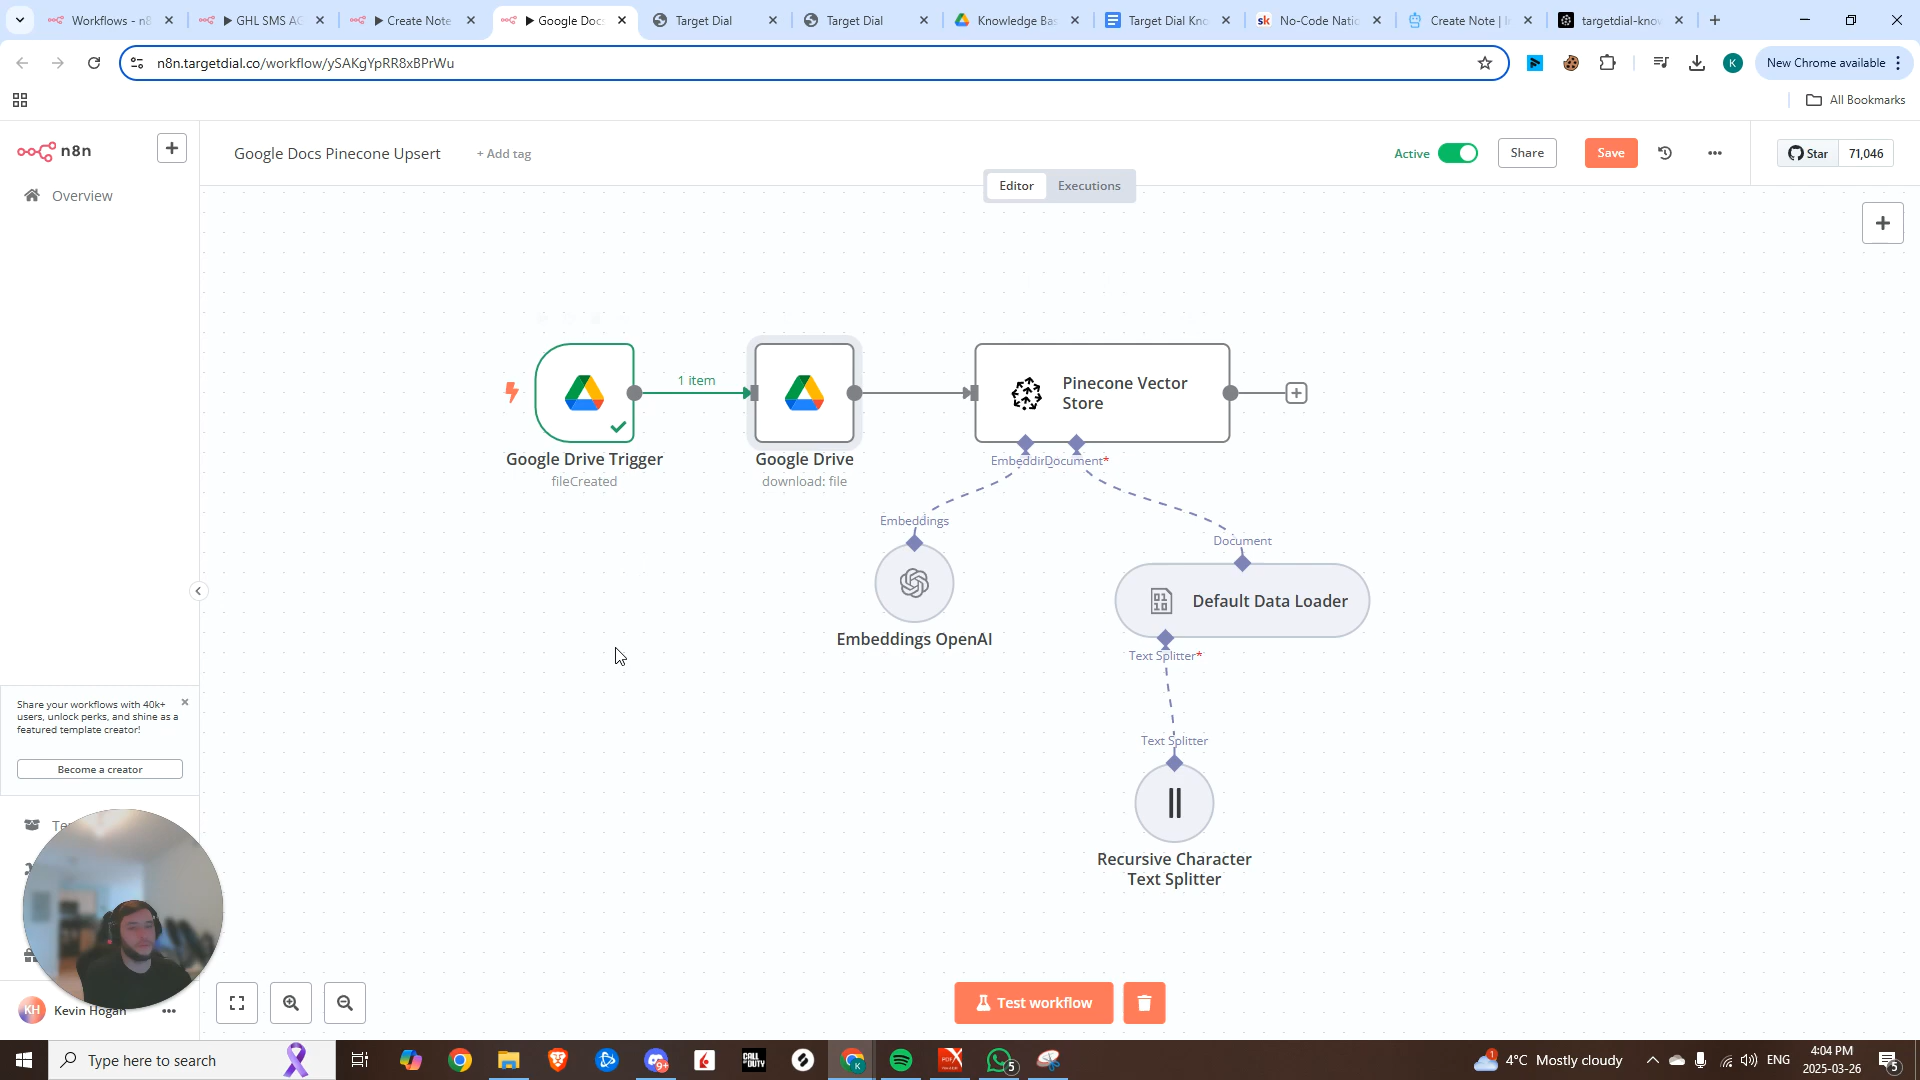 Workflows - n8
GHL SMS AC
Create Note
Google Docs
Target Dial
Target Dial
Knowledge Bas
Target Dial Kno
No-Code Natio
Create Note | I
targetdial-know
n8n.targetdial.co/workflow/ySAKgYpRR8xBPrWu
K
New Chrome available
All Bookmarks
n8n
Google Docs Pinecone Upsert
+ Add tag
Active
Share
Save
Star
71,046
Editor
Executions
Overview
1 item
Pinecone Vector
Store
Google Drive Trigger
fileCreated
Google Drive
download: file
Document*
Embeddings
Document
Default Data Loader
Embeddings OpenAI
Text Splitter*
Text Splitter
Recursive Character
Text Splitter
Share your workflows with 40k+
users, unlock perks, and shine as a
featured template creator!
Become a creator
KH
Kevin Hogan
Test workflow
Type here to search
4°C Mostly cloudy
ENG
4:04 PM
2025-03-26